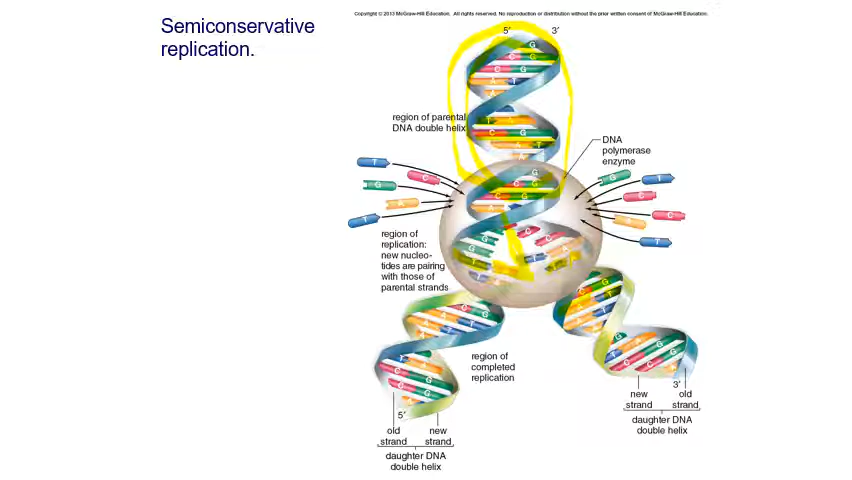 Copyright © 2013 McGraw-Hill Education. All rights reserved. No reproduction or distribution without the prior written consent of McGraw-Hill Education.
Semiconservative
replication.
5′
3′
G
C G
C G
A T
A
region of parental
DNA double helix
T A
C G
A T
A
DNA
polymerase
enzyme
T
C
G
A
T
G
T
C
C
A
T
G
C G
C G
A
region of
replication:
new nucleo-
tides are pairing
with those of
parental strands
G
G
T
T
C
C
A
T
T A
C G
A T
A
T A
C G
C G
A
region of
completed
replication
C G
A T
A
G
T A
G
C
C G
5′
3′
old
strand
new
strand
daughter DNA
double helix
new
strand
old
strand
daughter DNA
double helix